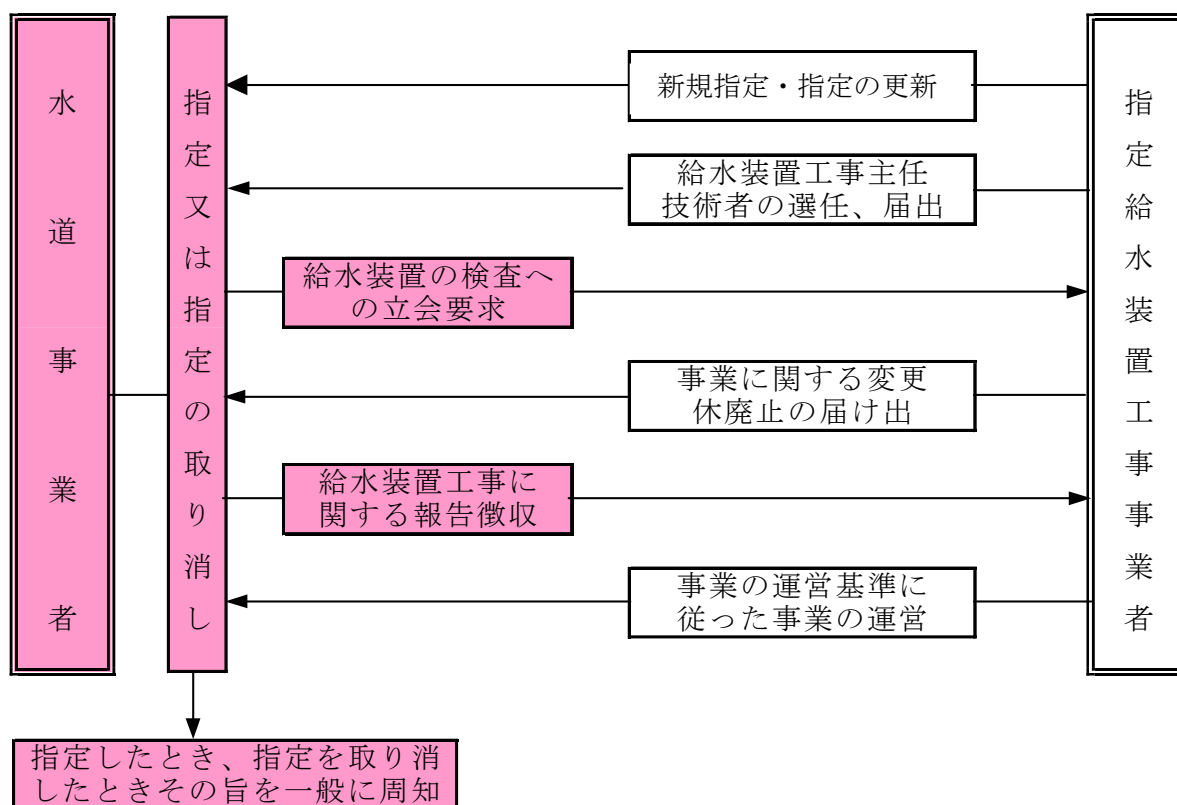 水道事業者
指定又は指定の取り消し
新規指定・指定の更新
給水装置工事主任
技術者の選任、届出
給水装置の検査へ
の立会要求
事業に関する変更
休廃止の届け出
給水装置工事に
関する報告徴収
事業の運営基準に
従った事業の運営
指定給水装置工事事業者
指定したとき、指定を取り消
したときその旨を一般に周知